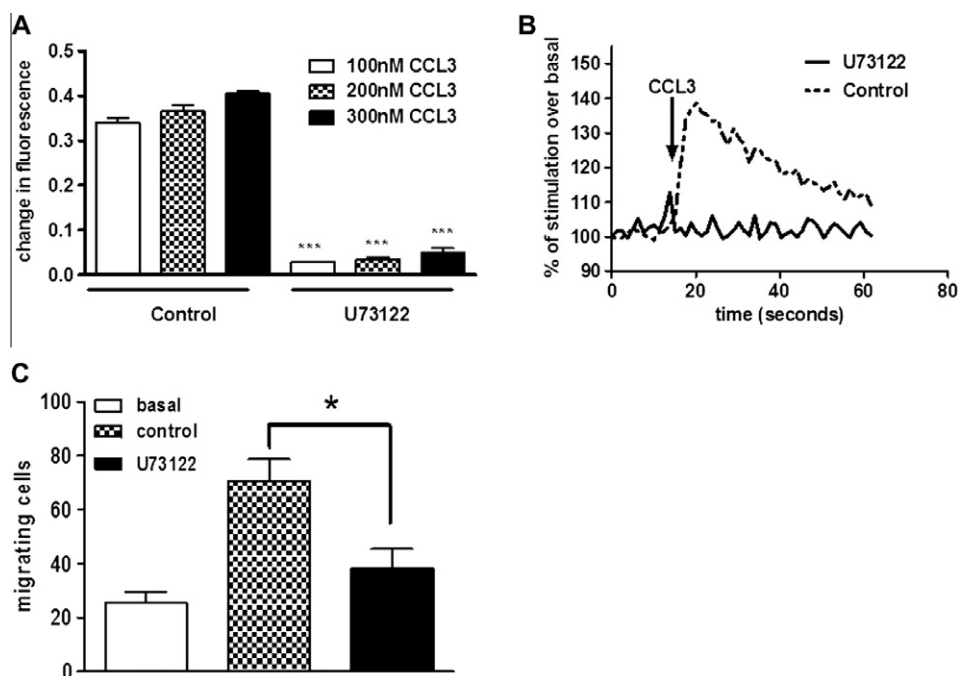 A
change in fluorescence
0.5
0.4
0.3
0.2
0.1
0.0
100nM CCL3
200nM CCL3
300nM CCL3
***
***
***
Control
U73122
B
% of stimulation over basal
150
140
130
120
110
100
90
CCL3
U73122
Control
0
20
40
60
80
time (seconds)
C
migrating cells
100
80
60
40
20
0
basal
control
U73122
*